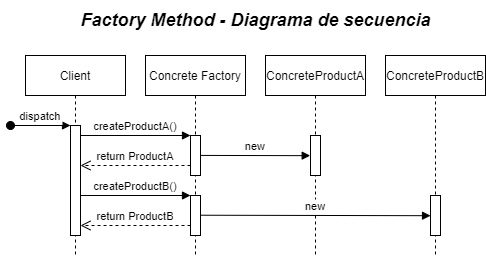 Factory Method - Diagrama de secuencia
Client
Concrete Factory
ConcreteProductA
ConcreteProductB
dispatch
createProductA()
new
return ProductA
createProductB()
new
return ProductB